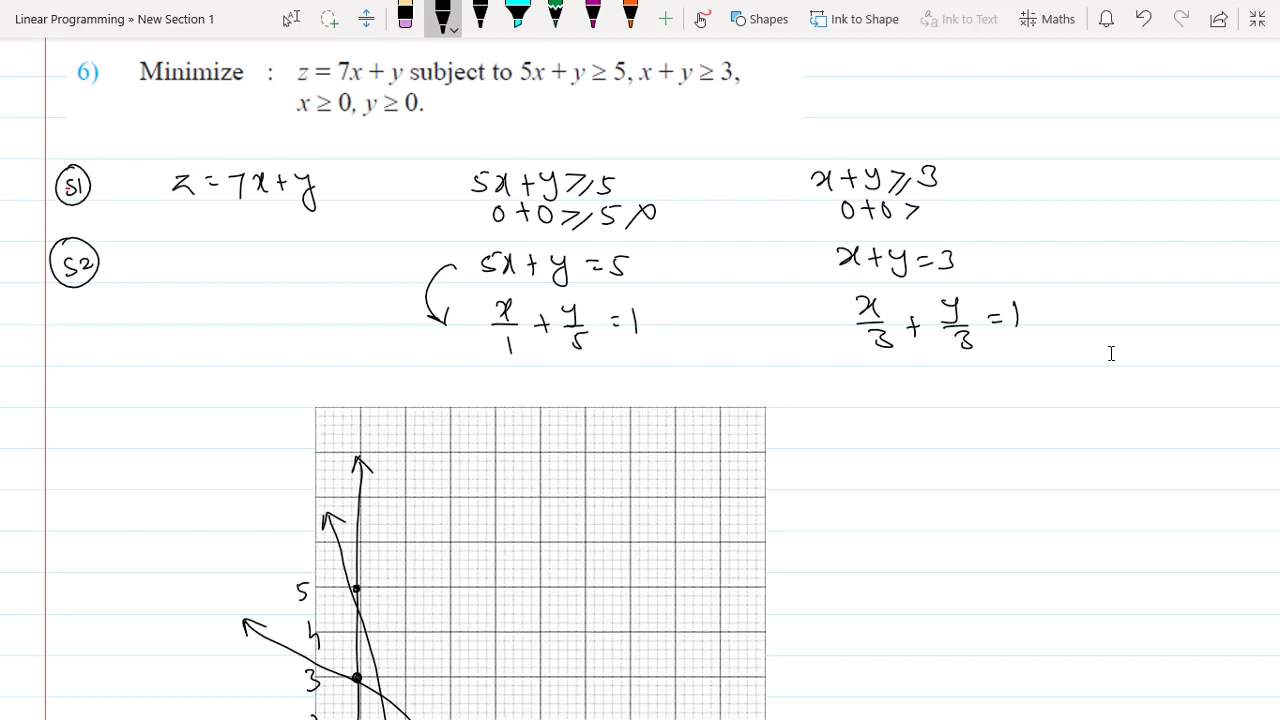 Linear Programming » New Section 1
Shapes
Ink to Shape
Ink to Text
Maths
6) Minimize : z = 7x + y subject to 5x + y ≥ 5, x + y ≥ 3,
x ≥ 0, y ≥ 0.
S1 z = 7x + y 5x + y ≥ 5 x + y ≥ 3
0 + 0 ≥ 5 0 + 0 >
S2 5x + y = 5 x + y = 3
x/1 + y/5 = 1 x/3 + y/3 = 1
5
4
3